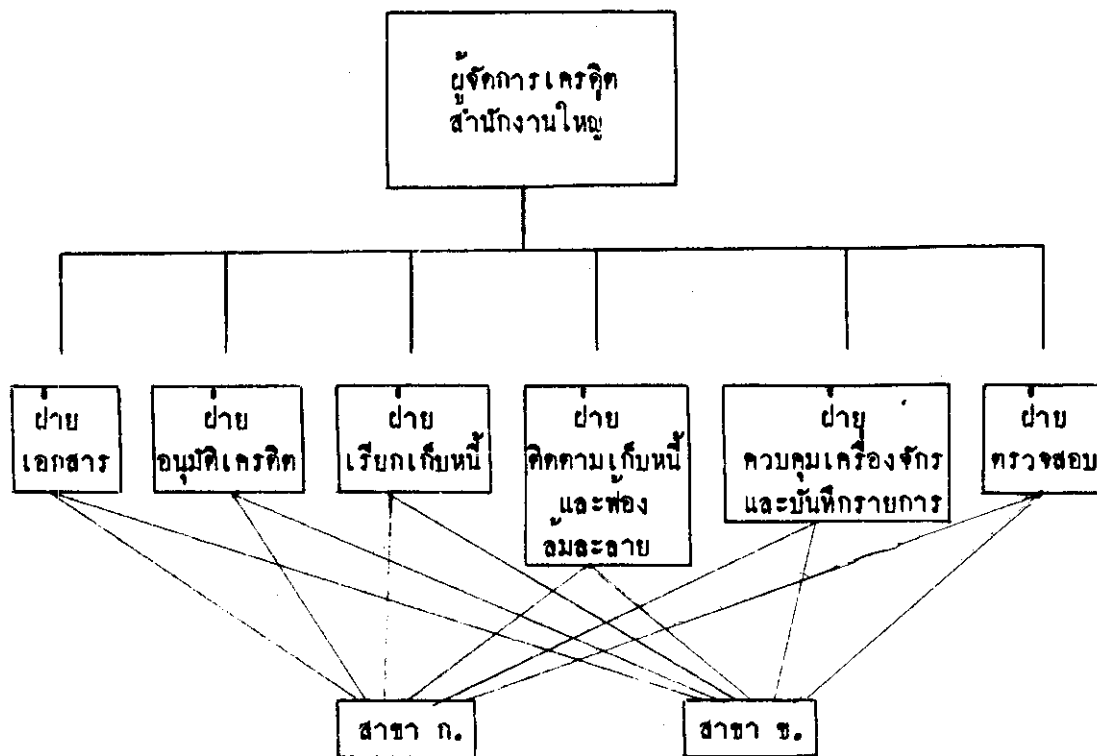 ผู้จัดการเครดิต
สำนักงานใหญ่
ฝ่าย
เอกสาร
ฝ่าย
อนุมัติเครดิต
ฝ่าย
เรียกเก็บหนี้
ฝ่าย
ติดตามเก็บหนี้
และฟ้อง
ล้มละลาย
ฝ่าย
ควบคุมเครื่องจักร
และบันทึกรายการ
ฝ่าย
ตรวจสอบ
สาขา ก.
สาขา ข.